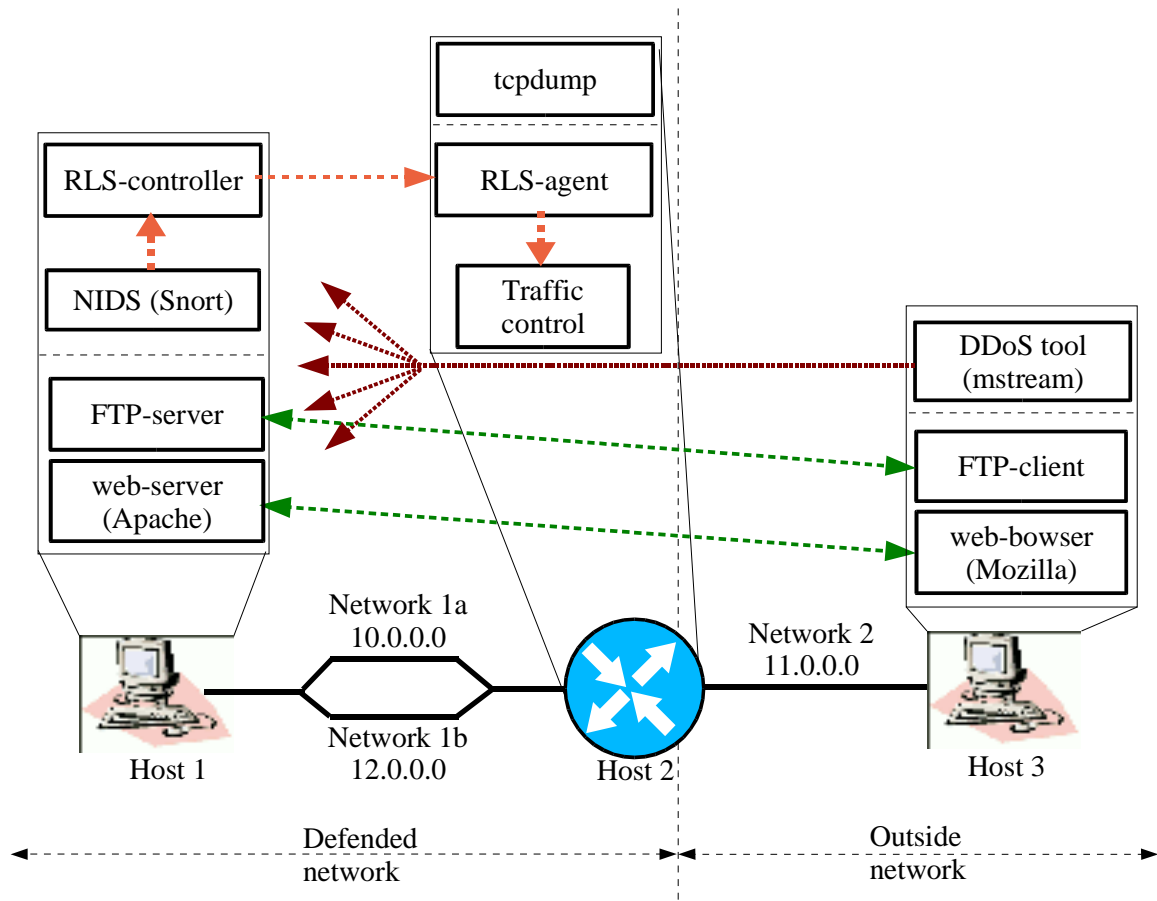 tcpdump
RLS-controller
RLS-agent
NIDS (Snort)
Traffic
control
DDoS tool
(mstream)
FTP-server
FTP-client
web-server
(Apache)
web-bowser
(Mozilla)
Network 1a
10.0.0.0
Network 2
11.0.0.0
Network 1b
12.0.0.0
Host 1
Host 2
Host 3
Defended
network
Outside
network